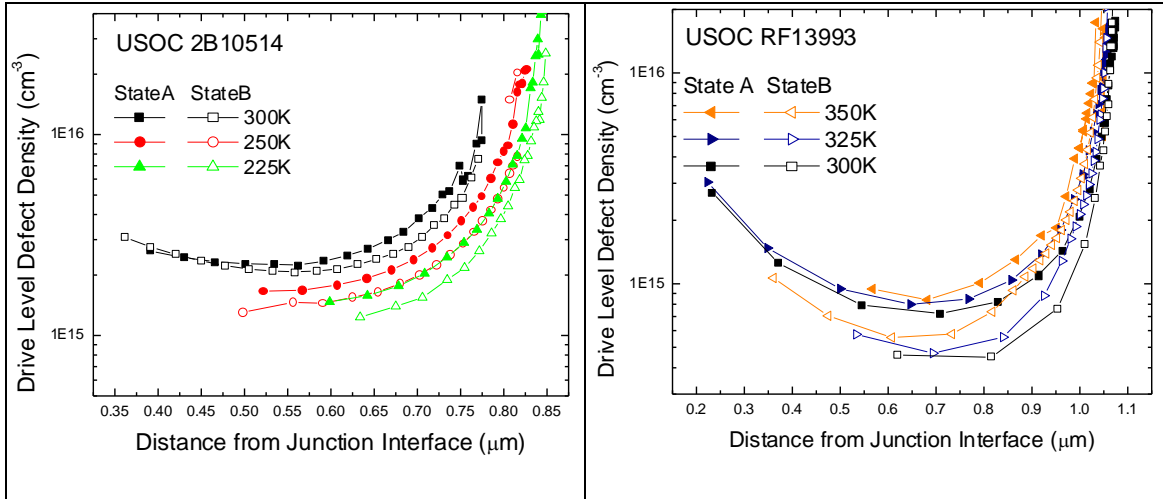 USOC 2B10514
State A State B
300K
250K
225K
1E16
1E15
Drive Level Defect Density (cm-3)
0.35 0.40 0.45 0.50 0.55 0.60 0.65 0.70 0.75 0.80 0.85
Distance from Junction Interface (μm)
USOC RF13993
State A State B
350K
325K
300K
1E16
1E15
Drive Level Defect Density (cm-3)
0.2 0.3 0.4 0.5 0.6 0.7 0.8 0.9 1.0 1.1
Distance from Junction Interface (μm)